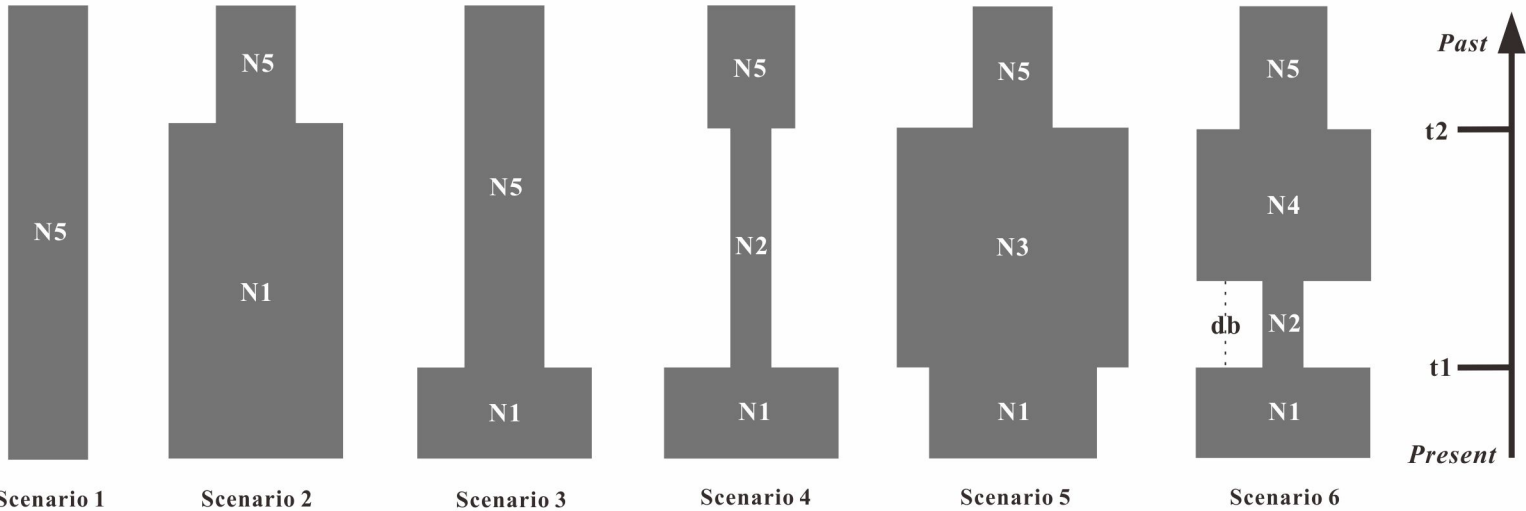 N5
N5
N1
N5
N1
N5
N2
N1
N5
N3
N1
N5
N4
db
N2
N1
Past
t2
t1
Present
Scenario 1
Scenario 2
Scenario 3
Scenario 4
Scenario 5
Scenario 6